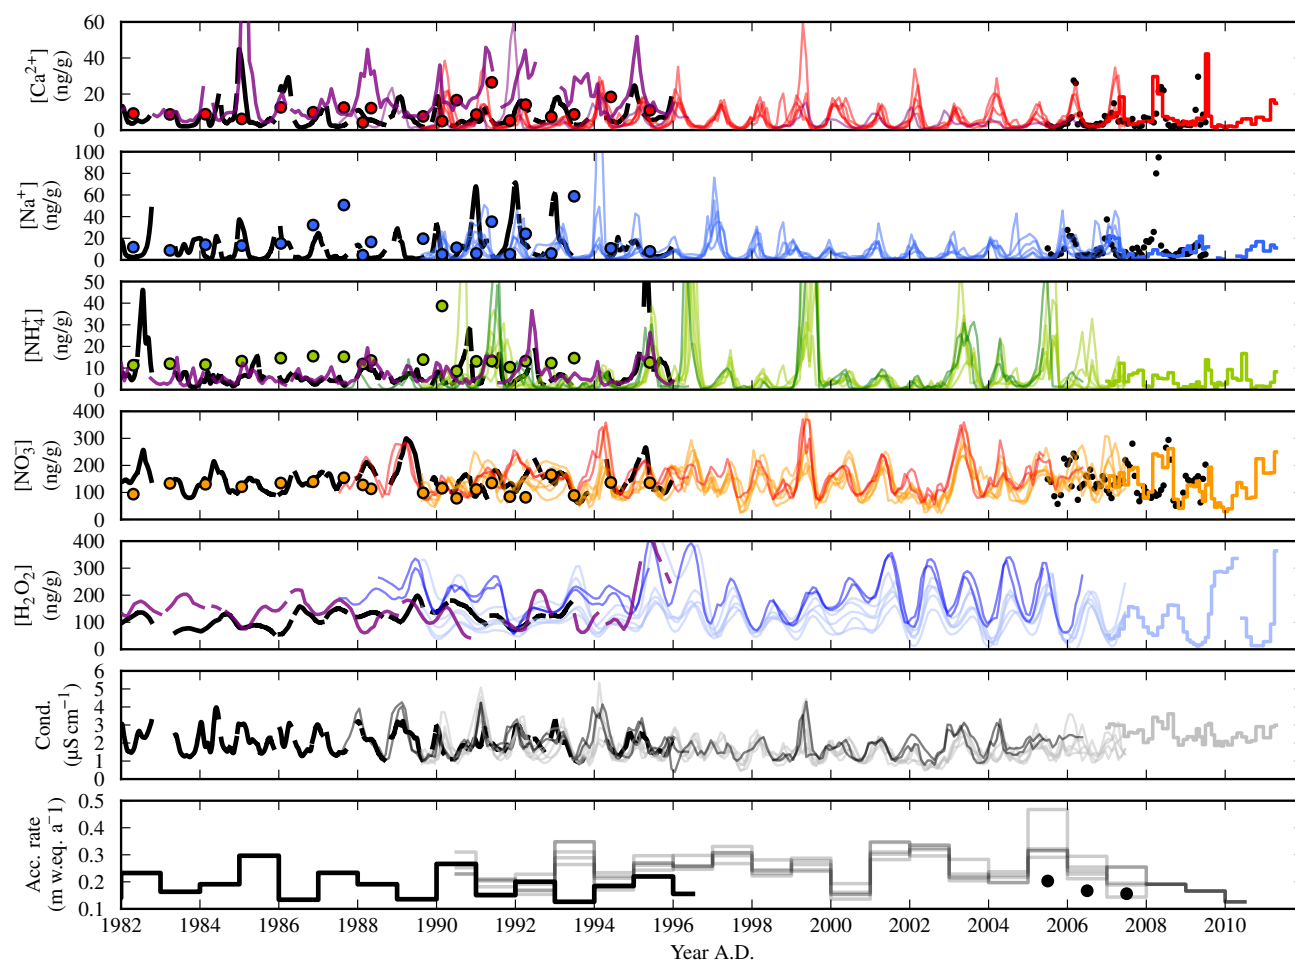 60
40
20
0
[Ca²⁺]
(ng/g)
100
80
60
40
20
0
[Na⁺]
(ng/g)
50
40
30
20
10
0
[NH₄⁺]
(ng/g)
400
300
200
100
0
[NO₃⁻]
(ng/g)
400
300
200
100
0
[H₂O₂]
(ng/g)
6
5
4
3
2
1
0
Cond.
(μS cm⁻¹)
0.5
0.4
0.3
0.2
0.1
Acc. rate
(m w.eq. a⁻¹)
1982 1984 1986 1988 1990 1992 1994 1996 1998 2000 2002 2004 2006 2008 2010
Year A.D.